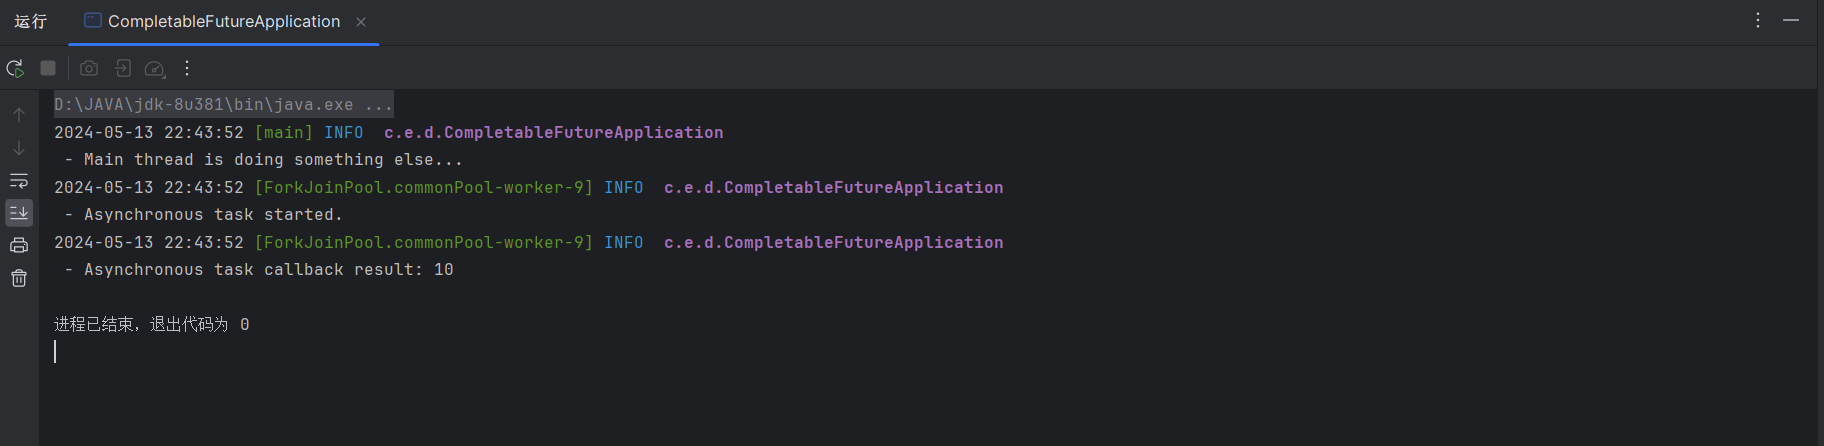 运行 CompletableFutureApplication
D:\JAVA\jdk-8u381\bin\java.exe ...
2024-05-13 22:43:52 [main] INFO  c.e.d.CompletableFutureApplication
 - Main thread is doing something else...
2024-05-13 22:43:52 [ForkJoinPool.commonPool-worker-9] INFO  c.e.d.CompletableFutureApplication
 - Asynchronous task started.
2024-05-13 22:43:52 [ForkJoinPool.commonPool-worker-9] INFO  c.e.d.CompletableFutureApplication
 - Asynchronous task callback result: 10
进程已结束，退出代码为 0